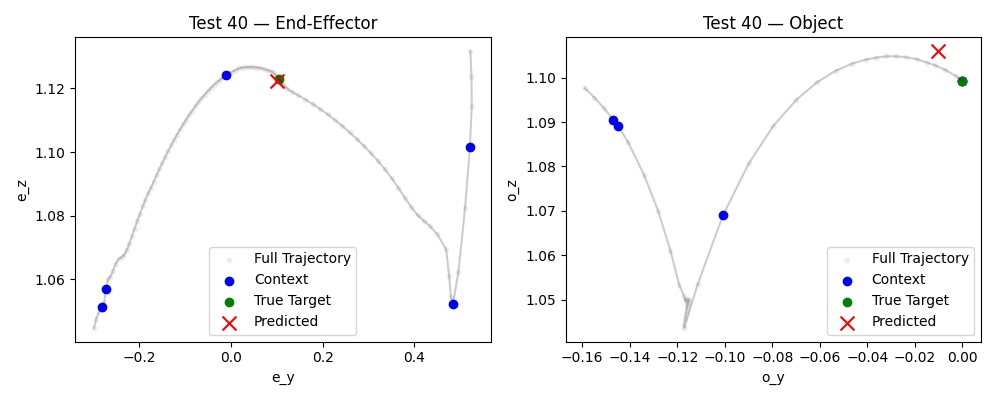 Test 40 — End-Effector
1.12
1.10
1.08
1.06
e_z
−0.2
0.0
0.2
0.4
e_y
Full Trajectory
Context
True Target
Predicted
Test 40 — Object
1.10
1.09
1.08
1.07
1.06
1.05
o_z
−0.16
−0.14
−0.12
−0.10
−0.08
−0.06
−0.04
−0.02
0.00
o_y
Full Trajectory
Context
True Target
Predicted